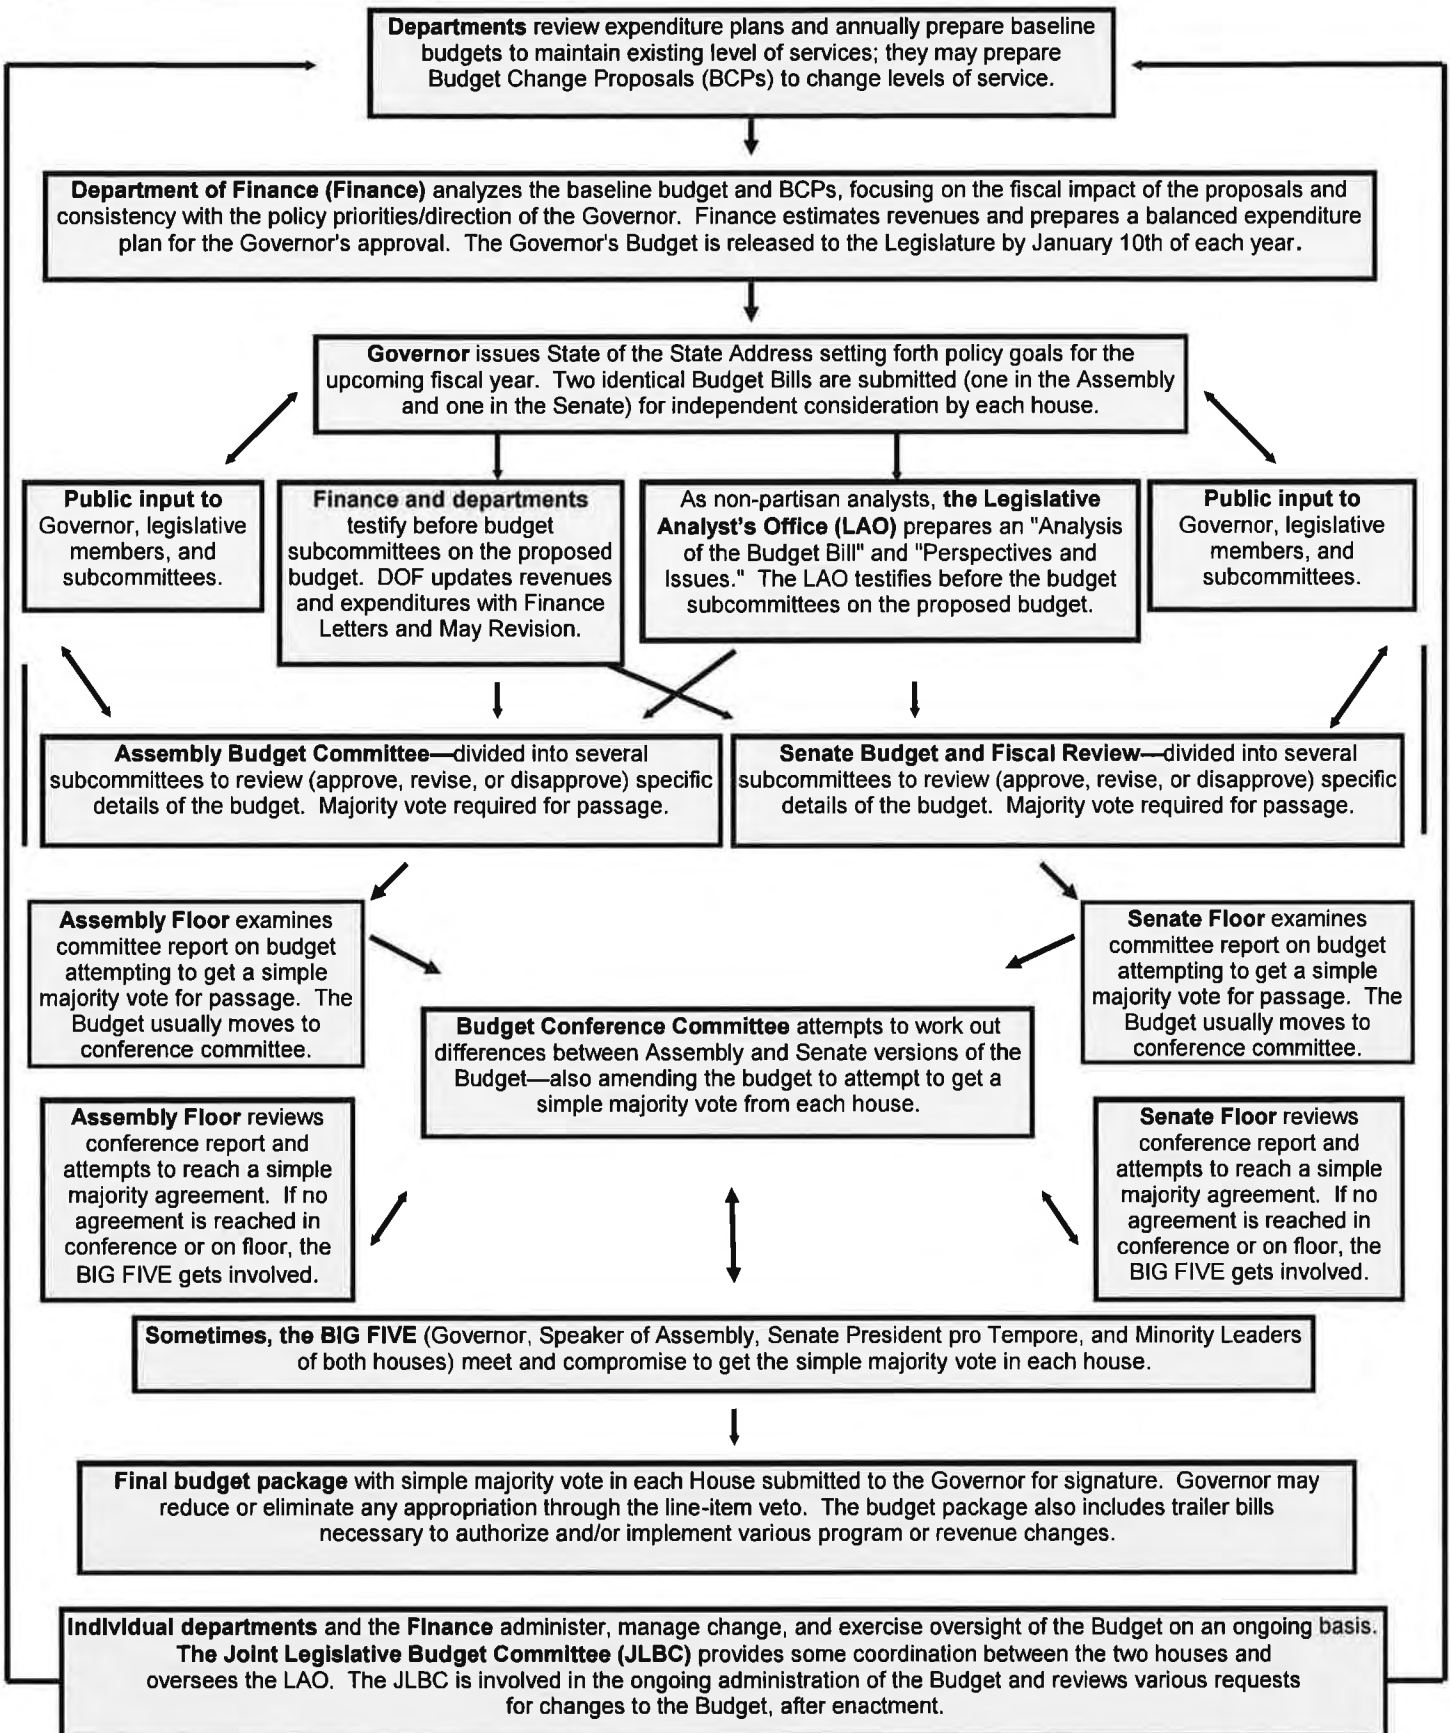 Departments review expenditure plans and annually prepare baseline
budgets to maintain existing level of services; they may prepare
Budget Change Proposals (BCPs) to change levels of service.
Department of Finance (Finance) analyzes the baseline budget and BCPs, focusing on the fiscal impact of the proposals and
consistency with the policy priorities/direction of the Governor. Finance estimates revenues and prepares a balanced expenditure
plan for the Governor's approval. The Governor's Budget is released to the Legislature by January 10th of each year.
Governor issues State of the State Address setting forth policy goals for the
upcoming fiscal year. Two identical Budget Bills are submitted (one in the Assembly
and one in the Senate) for independent consideration by each house.
Public input to
Governor, legislative
members, and
subcommittees.
Finance and departments
testify before budget
subcommittees on the proposed
budget. DOF updates revenues
and expenditures with Finance
Letters and May Revision.
As non-partisan analysts, the Legislative
Analyst's Office (LAO) prepares an "Analysis
of the Budget Bill" and "Perspectives and
Issues." The LAO testifies before the budget
subcommittees on the proposed budget.
Public input to
Governor, legislative
members, and
subcommittees.
Assembly Budget Committee—divided into several
subcommittees to review (approve, revise, or disapprove) specific
details of the budget. Majority vote required for passage.
Senate Budget and Fiscal Review—divided into several
subcommittees to review (approve, revise, or disapprove) specific
details of the budget. Majority vote required for passage.
Assembly Floor examines
committee report on budget
attempting to get a simple
majority vote for passage. The
Budget usually moves to
conference committee.
Senate Floor examines
committee report on budget
attempting to get a simple
majority vote for passage. The
Budget usually moves to
conference committee.
Budget Conference Committee attempts to work out
differences between Assembly and Senate versions of the
Budget—also amending the budget to attempt to get a
simple majority vote from each house.
Assembly Floor reviews
conference report and
attempts to reach a simple
majority agreement. If no
agreement is reached in
conference or on floor, the
BIG FIVE gets involved.
Senate Floor reviews
conference report and
attempts to reach a simple
majority agreement. If no
agreement is reached in
conference or on floor, the
BIG FIVE gets involved.
Sometimes, the BIG FIVE (Governor, Speaker of Assembly, Senate President pro Tempore, and Minority Leaders
of both houses) meet and compromise to get the simple majority vote in each house.
Final budget package with simple majority vote in each House submitted to the Governor for signature. Governor may
reduce or eliminate any appropriation through the line-item veto. The budget package also includes trailer bills
necessary to authorize and/or implement various program or revenue changes.
Individual departments and the Finance administer, manage change, and exercise oversight of the Budget on an ongoing basis.
The Joint Legislative Budget Committee (JLBC) provides some coordination between the two houses and
oversees the LAO. The JLBC is involved in the ongoing administration of the Budget and reviews various requests
for changes to the Budget, after enactment.